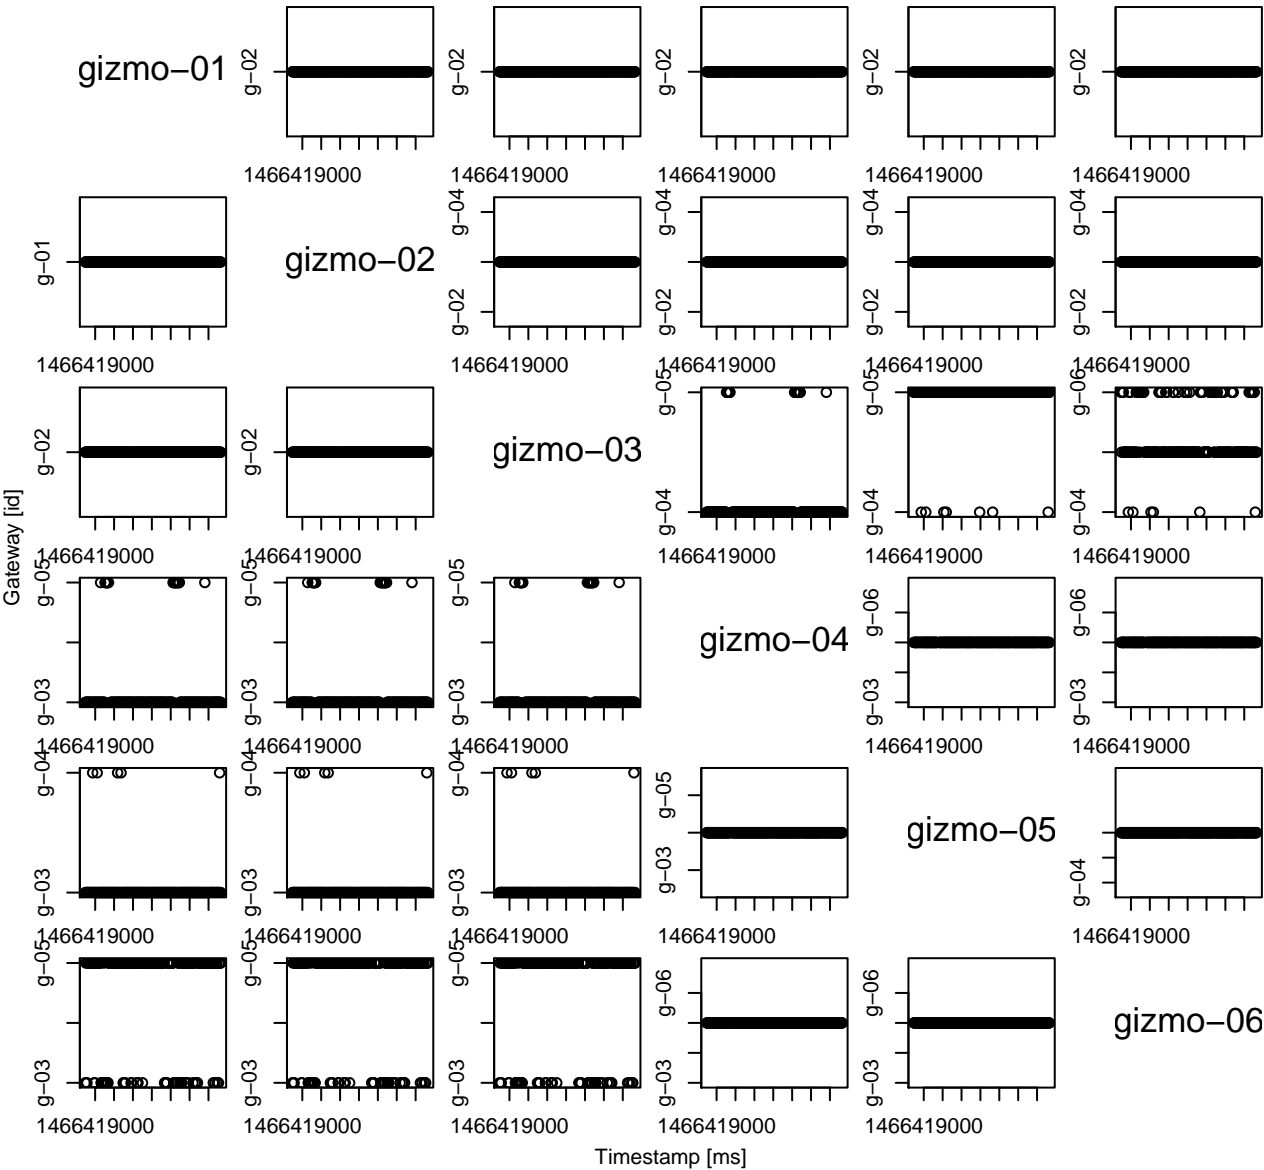 gizmo−01
g−02 g−02 g−02 g−02 g−02
1466419000 1466419000 1466419000 1466419000 1466419000
g−01
gizmo−02
g−02 g−04 g−02 g−04 g−02 g−04 g−02 g−04
1466419000 1466419000 1466419000 1466419000 1466419000
g−02 g−02
gizmo−03
g−04 g−05 g−04 g−05 g−04 g−06
1466419000 1466419000 1466419000 1466419000 1466419000
g−03 g−05 g−03 g−05 g−03 g−05
gizmo−04
g−03 g−06 g−03 g−06
1466419000 1466419000 1466419000 1466419000 1466419000
g−03 g−04 g−03 g−04 g−03 g−04 g−03 g−05
gizmo−05
g−04
1466419000 1466419000 1466419000 1466419000 1466419000
g−03 g−05 g−03 g−05 g−03 g−05 g−03 g−06 g−03 g−06
gizmo−06
1466419000 1466419000 1466419000 1466419000 1466419000
Gateway [id]
Timestamp [ms]